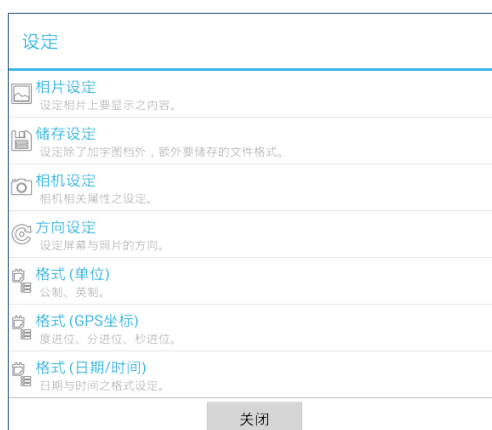 设定
相片设定
设定相片上要显示之内容。
储存设定
设定除了加字图档外，额外要储存的文件格式。
相机设定
相机相关属性之设定。
方向设定
设定屏幕与照片的方向。
格式 (单位)
公制、英制。
格式 (GPS坐标)
度进位、分进位、秒进位。
格式 (日期/时间)
日期与时间之格式设定。
关闭